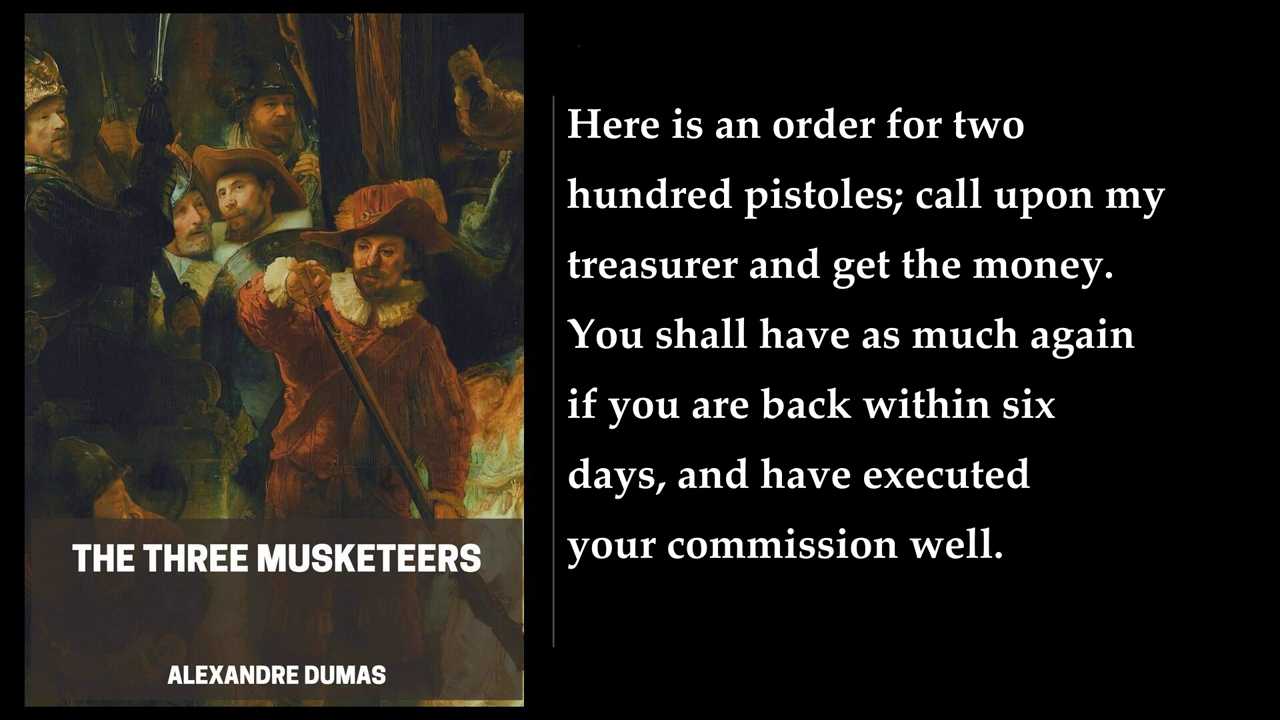 THE THREE MUSKETEERS
ALEXANDRE DUMAS
Here is an order for two
hundred pistoles; call upon my
treasurer and get the money.
You shall have as much again
if you are back within six
days, and have executed
your commission well.